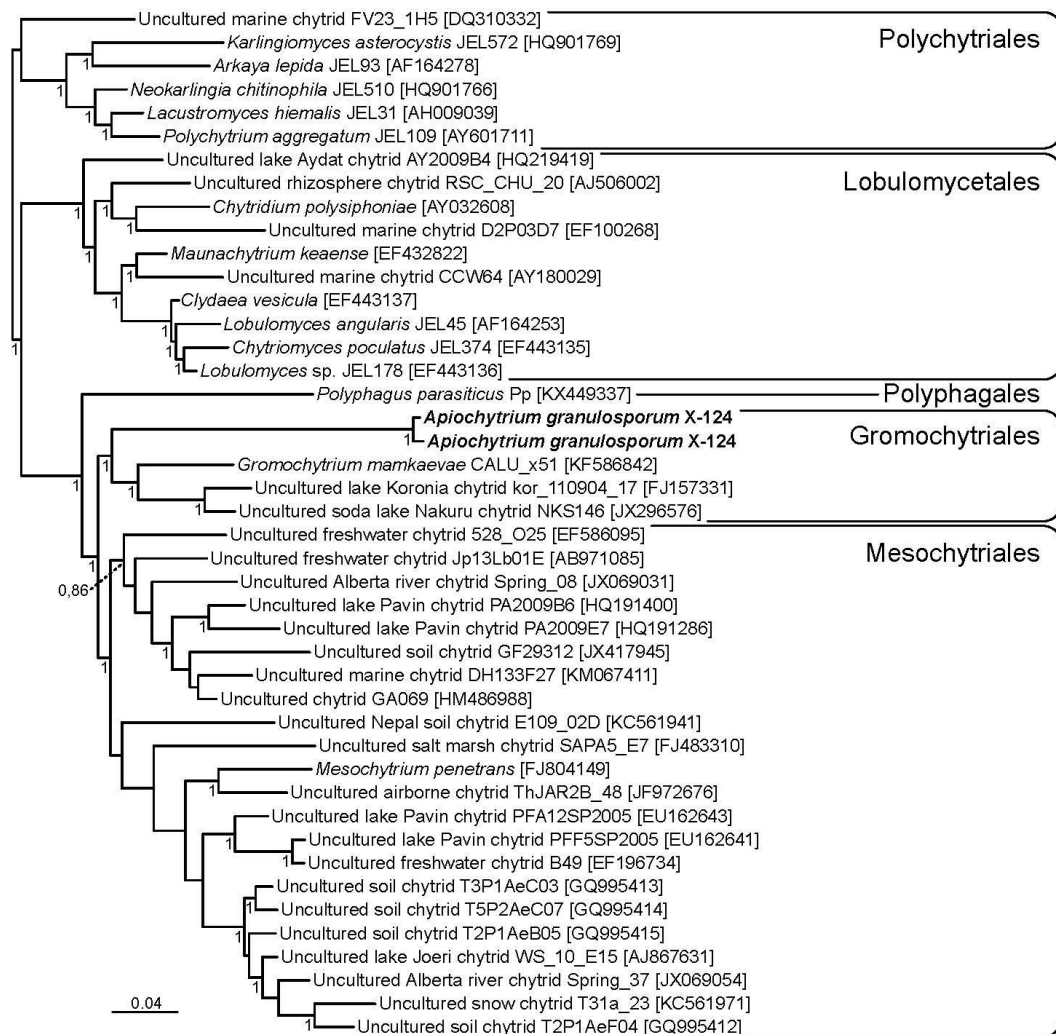 Uncultured marine chytrid FV23_1H5 [DQ310332]
Polychytriales
Karlingiomyces asterocystis JEL572 [HQ901769]
Arkaya lepida JEL93 [AF164278]
1
Neokarlingia chitinophila JEL510 [HQ901766]
1
Lacustromyces hiemalis JEL31 [AH009039]
1
Polychytrium aggregatum JEL109 [AY601711]
1
Uncultured lake Aydat chytrid AY2009B4 [HQ219419]
Lobulomycetales
Uncultured rhizosphere chytrid RSC_CHU_20 [AJ506002]
Chytridium polysiphoniae [AY032608]
1
1
Uncultured marine chytrid D2P03D7 [EF100268]
1
Maunachytrium keaense [EF432822]
Uncultured marine chytrid CCW64 [AY180029]
1
Clydaea vesicula [EF443137]
1
Lobulomyces angularis JEL45 [AF164253]
1
Chytriomyces poculatus JEL374 [EF443135]
1
Lobulomyces sp. JEL178 [EF443136]
1
Polyphagus parasiticus Pp [KX449337]
Polyphagales
Apiochytrium granulosporum X-124
Gromochytriales
1
Apiochytrium granulosporum X-124
Gromochytrium mamkaevae CALU_x51 [KF586842]
1
Uncultured lake Koronia chytrid kor_110904_17 [FJ157331]
1
1
Uncultured soda lake Nakuru chytrid NKS146 [JX296576]
1
Uncultured freshwater chytrid 528_O25 [EF586095]
Mesochytriales
1
Uncultured freshwater chytrid Jp13Lb01E [AB971085]
Uncultured Alberta river chytrid Spring_08 [JX069031]
0,86
Uncultured lake Pavin chytrid PA2009B6 [HQ191400]
1
Uncultured lake Pavin chytrid PA2009E7 [HQ191286]
Uncultured soil chytrid GF29312 [JX417945]
1
Uncultured marine chytrid DH133F27 [KM067411]
Uncultured chytrid GA069 [HM486988]
Uncultured Nepal soil chytrid E109_02D [KC561941]
Uncultured salt marsh chytrid SAPA5_E7 [FJ483310]
Mesochytrium penetrans [FJ804149]
1
Uncultured airborne chytrid ThJAR2B_48 [JF972676]
Uncultured lake Pavin chytrid PFA12SP2005 [EU162643]
1
Uncultured lake Pavin chytrid PFF5SP2005 [EU162641]
1
Uncultured freshwater chytrid B49 [EF196734]
Uncultured soil chytrid T3P1AeC03 [GQ995413]
1
Uncultured soil chytrid T5P2AeC07 [GQ995414]
Uncultured soil chytrid T2P1AeB05 [GQ995415]
1
Uncultured lake Joeri chytrid WS_10_E15 [AJ867631]
1
Uncultured Alberta river chytrid Spring_37 [JX069054]
0.04
Uncultured snow chytrid T31a_23 [KC561971]
1
Uncultured soil chytrid T2P1AeF04 [GQ995412]